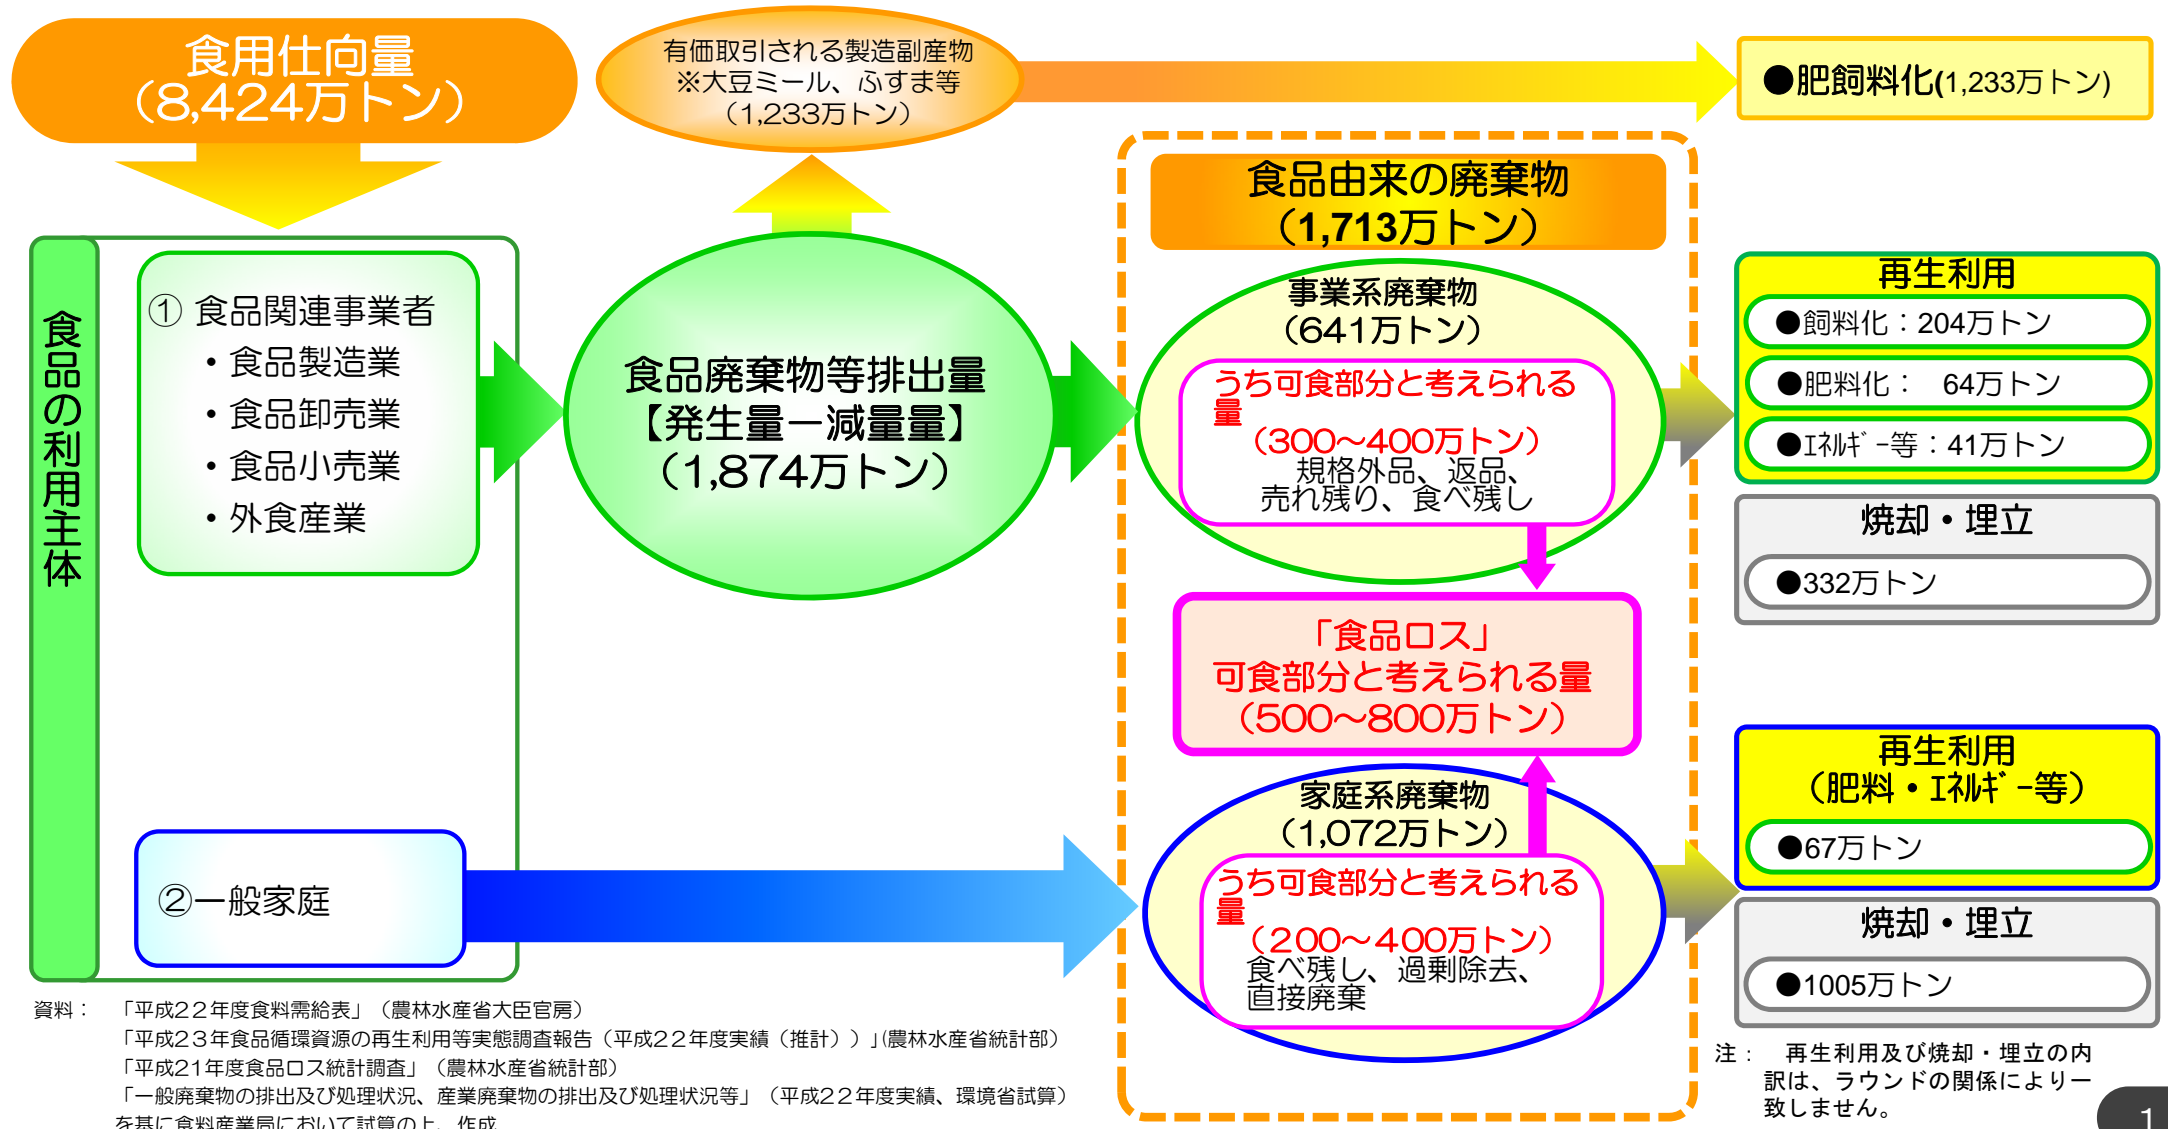 食用仕向量
（8,424万トン）
有価取引される製造副産物
※大豆ミール、ふすま等
（1,233万トン）
●肥飼料化(1,233万トン)
食品の利用主体
① 食品関連事業者
・食品製造業
・食品卸売業
・食品小売業
・外食産業
②一般家庭
食品廃棄物等排出量
【発生量－減量量】
（1,874万トン）
食品由来の廃棄物
（1,713万トン）
事業系廃棄物
（641万トン）
うち可食部分と考えられる
量
（300～400万トン）
規格外品、返品、
売れ残り、食べ残し
「食品ロス」
可食部分と考えられる量
（500～800万トン）
家庭系廃棄物
（1,072万トン）
うち可食部分と考えられる
量
（200～400万トン）
食べ残し、過剰除去、
直接廃棄
再生利用
●飼料化：204万トン
●肥料化：　64万トン
●ｴﾈﾙｷﾞｰ等：41万トン
焼却・埋立
●332万トン
再生利用
（肥料・ｴﾈﾙｷﾞｰ等）
●67万トン
焼却・埋立
●1005万トン
資料：　「平成２２年度食料需給表」（農林水産省大臣官房）
「平成２３年食品循環資源の再生利用等実態調査報告（平成２２年度実績（推計））」(農林水産省統計部）
「平成21年度食品ロス統計調査」（農林水産省統計部）
「一般廃棄物の排出及び処理状況、産業廃棄物の排出及び処理状況等」（平成２２年度実績、環境省試算）
を基に食料産業局において試算の上、作成
注：　再生利用及び焼却・埋立の内
訳は、ラウンドの関係により一
致しません。
1